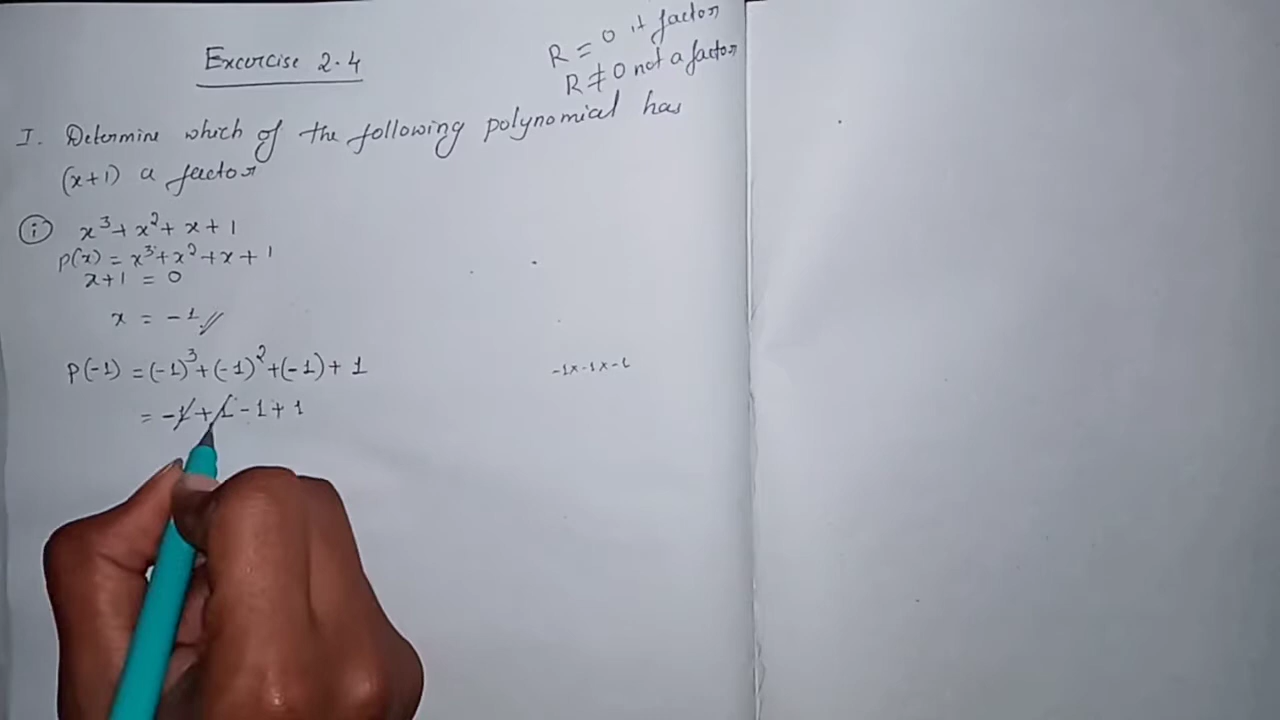 Excercise 2.4
R = 0 it factor
R ≠ 0 not a factor
I. Determine which of the following polynomial has
(x+1) a factor
(i) x³+ x²+ x + 1
P(x) = x³+x²+x+1
x+1 = 0
x = -1//
P(-1) = (-1)³+(-1)²+(-1)+ 1
-1x-1x-1
= -1+1-1+1